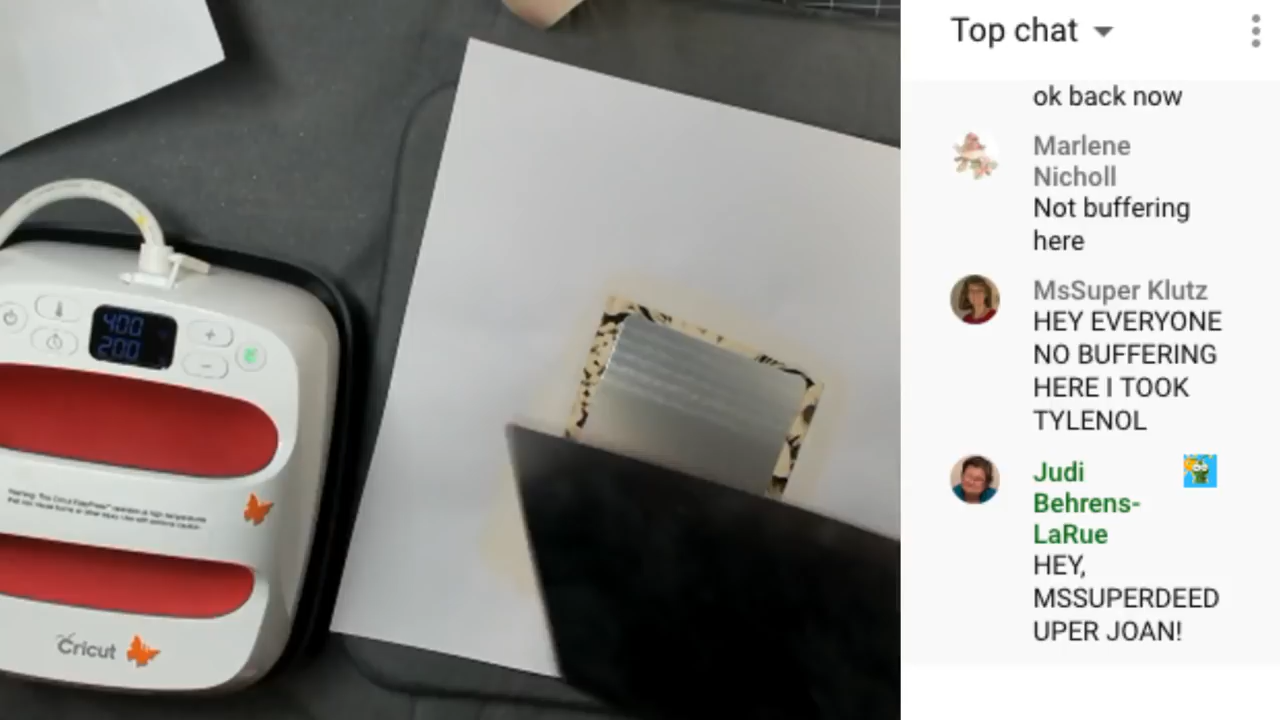 Top chat
ok back now
Marlene
Nicholl
Not buffering
here
MsSuper Klutz
HEY EVERYONE
NO BUFFERING
HERE I TOOK
TYLENOL
Judi
Behrens-
LaRue
HEY,
MSSUPERDEED
UPER JOAN!
400
200
Cricut